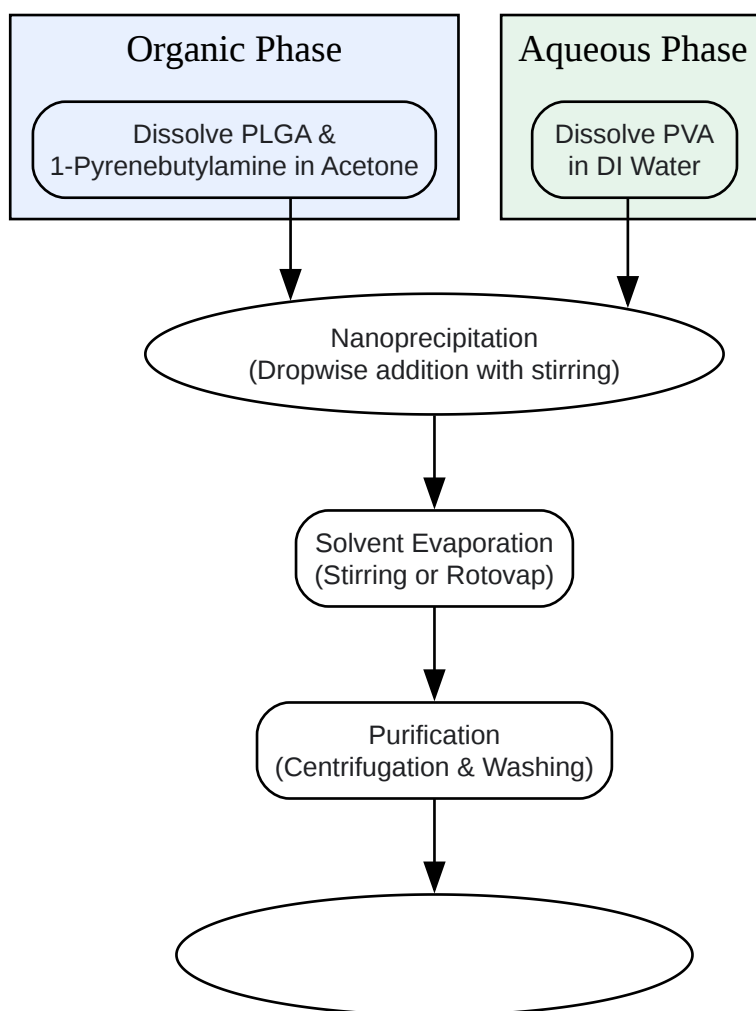 Organic Phase
Aqueous Phase
Dissolve PLGA &
1-Pyrenebutylamine in Acetone
Dissolve PVA
in DI Water
Nanoprecipitation
(Dropwise addition with stirring)
Solvent Evaporation
(Stirring or Rotovap)
Purification
(Centrifugation & Washing)